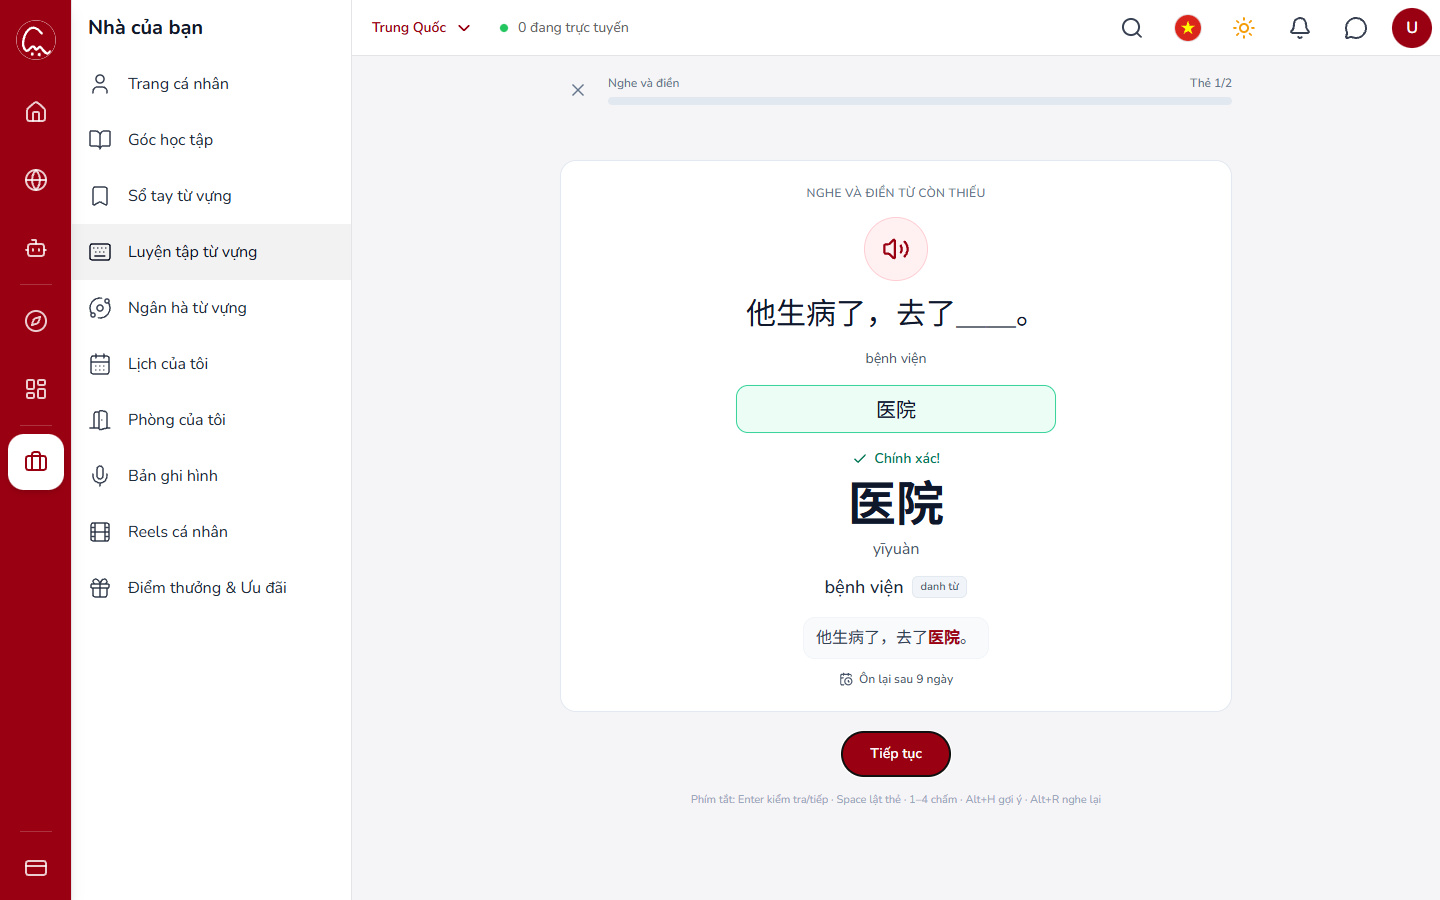 Nhà của bạn
Trang cá nhân
Góc học tập
Sổ tay từ vựng
Luyện tập từ vựng
Ngân hà từ vựng
Lịch của tôi
Phòng của tôi
Bản ghi hình
Reels cá nhân
Điểm thưởng & Ưu đãi
Trung Quốc
0 đang trực tuyến
U
Nghe và điền
Thẻ 1/2
NGHE VÀ ĐIỀN TỪ CÒN THIẾU
他生病了，去了____。
bệnh viện
医院
Chính xác!
医院
yīyuàn
bệnh viện danh từ
他生病了，去了医院。
Ôn lại sau 9 ngày
Tiếp tục
Phím tắt: Enter kiểm tra/tiếp · Space lật thẻ · 1–4 chấm · Alt+H gợi ý · Alt+R nghe lại